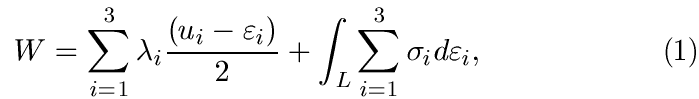 W = \sum_{i=1}^{3} \lambda_i \frac{(u_i - \varepsilon_i)}{2} + \int_L \sum_{i=1}^{3} \sigma_i d\varepsilon_i, (1)